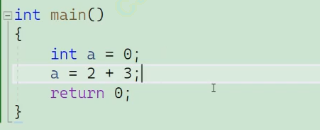 int main()
{
    int a = 0;
    a = 2 + 3;
    return 0;
}